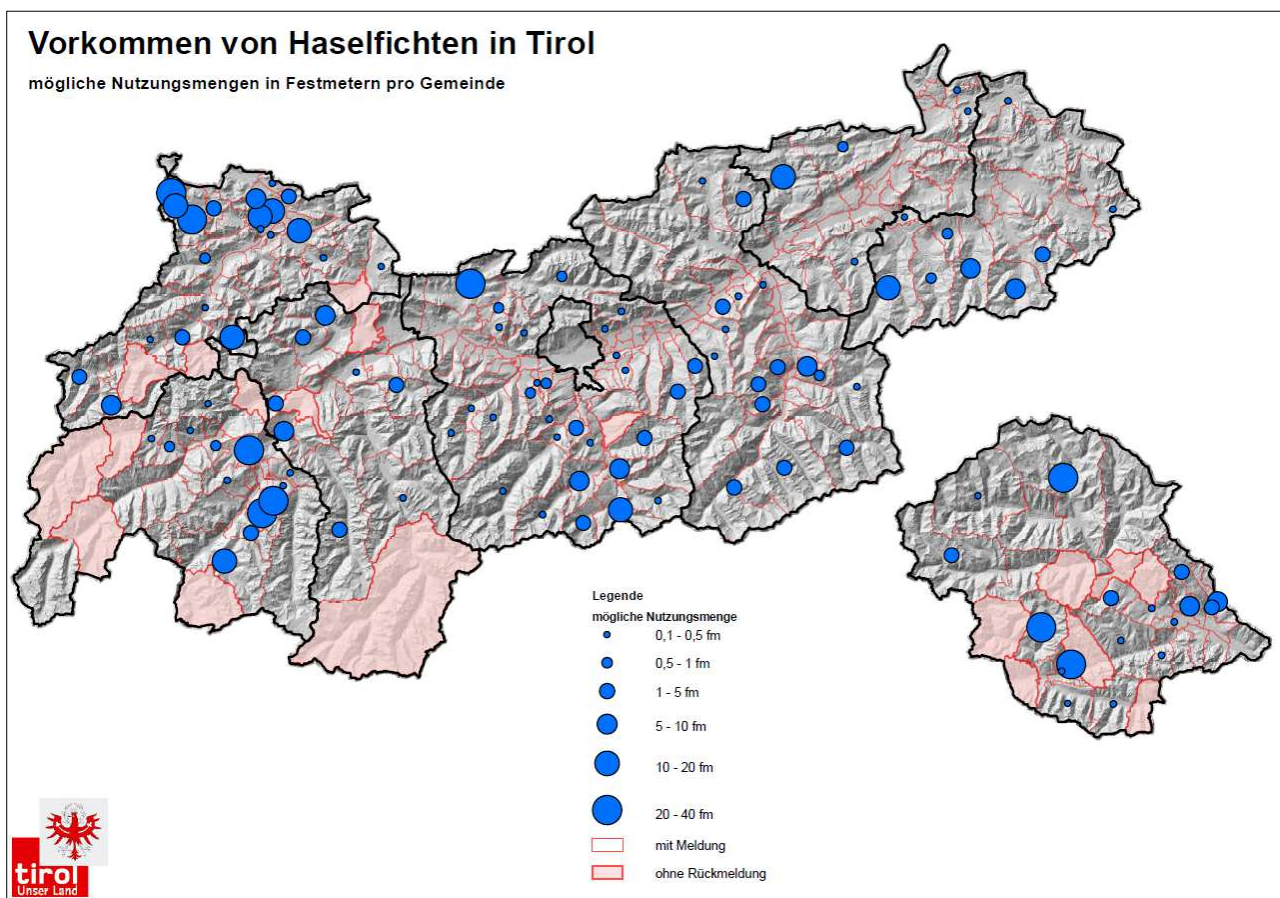 Vorkommen von Haselfichten in Tirol
mögliche Nutzungsmengen in Festmetern pro Gemeinde
Legende
mögliche Nutzungsmenge
0,1 - 0,5 fm
0,5 - 1 fm
1 - 5 fm
5 - 10 fm
10 - 20 fm
20 - 40 fm
mit Meldung
ohne Rückmeldung
tirol
Unser Land